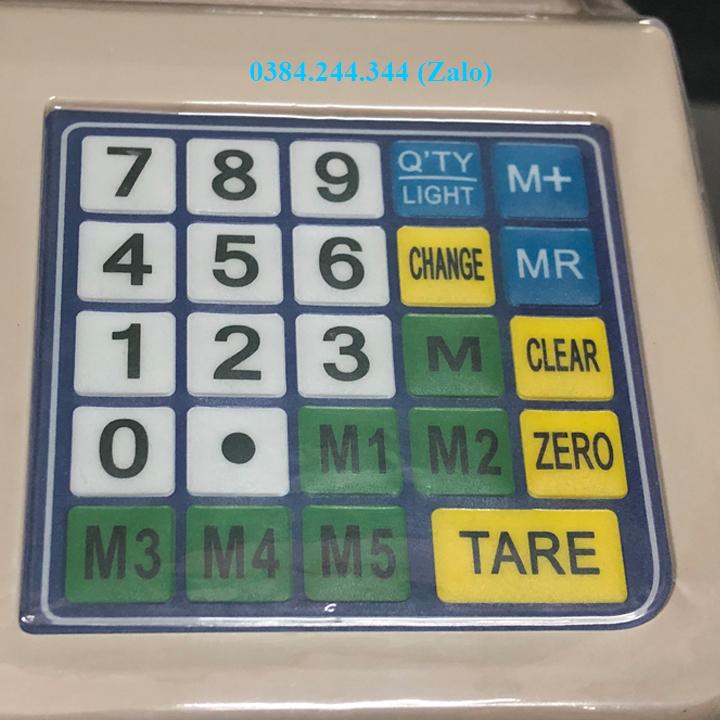 0384.244.344 (Zalo)
7 8 9 Q'TY M+
LIGHT
4 5 6 CHANGE MR
1 2 3 M CLEAR
0 • M1 M2 ZERO
M3 M4 M5 TARE